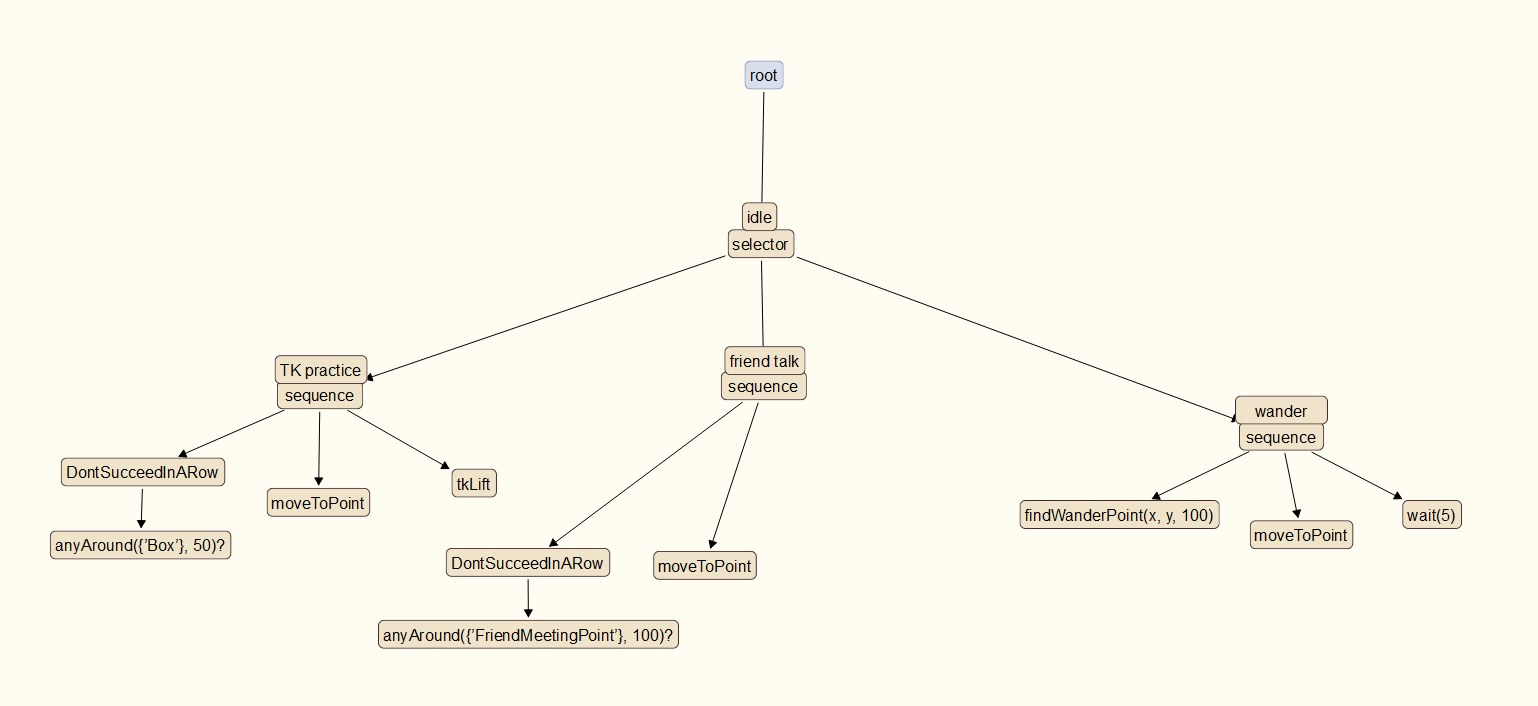 root
idle
selector
TK practice
sequence
friend talk
sequence
wander
sequence
DontSucceedInARow
moveToPoint
tkLift
anyAround({'Box'}, 50)?
DontSucceedInARow
moveToPoint
anyAround({'FriendMeetingPoint'}, 100)?
findWanderPoint(x, y, 100)
moveToPoint
wait(5)